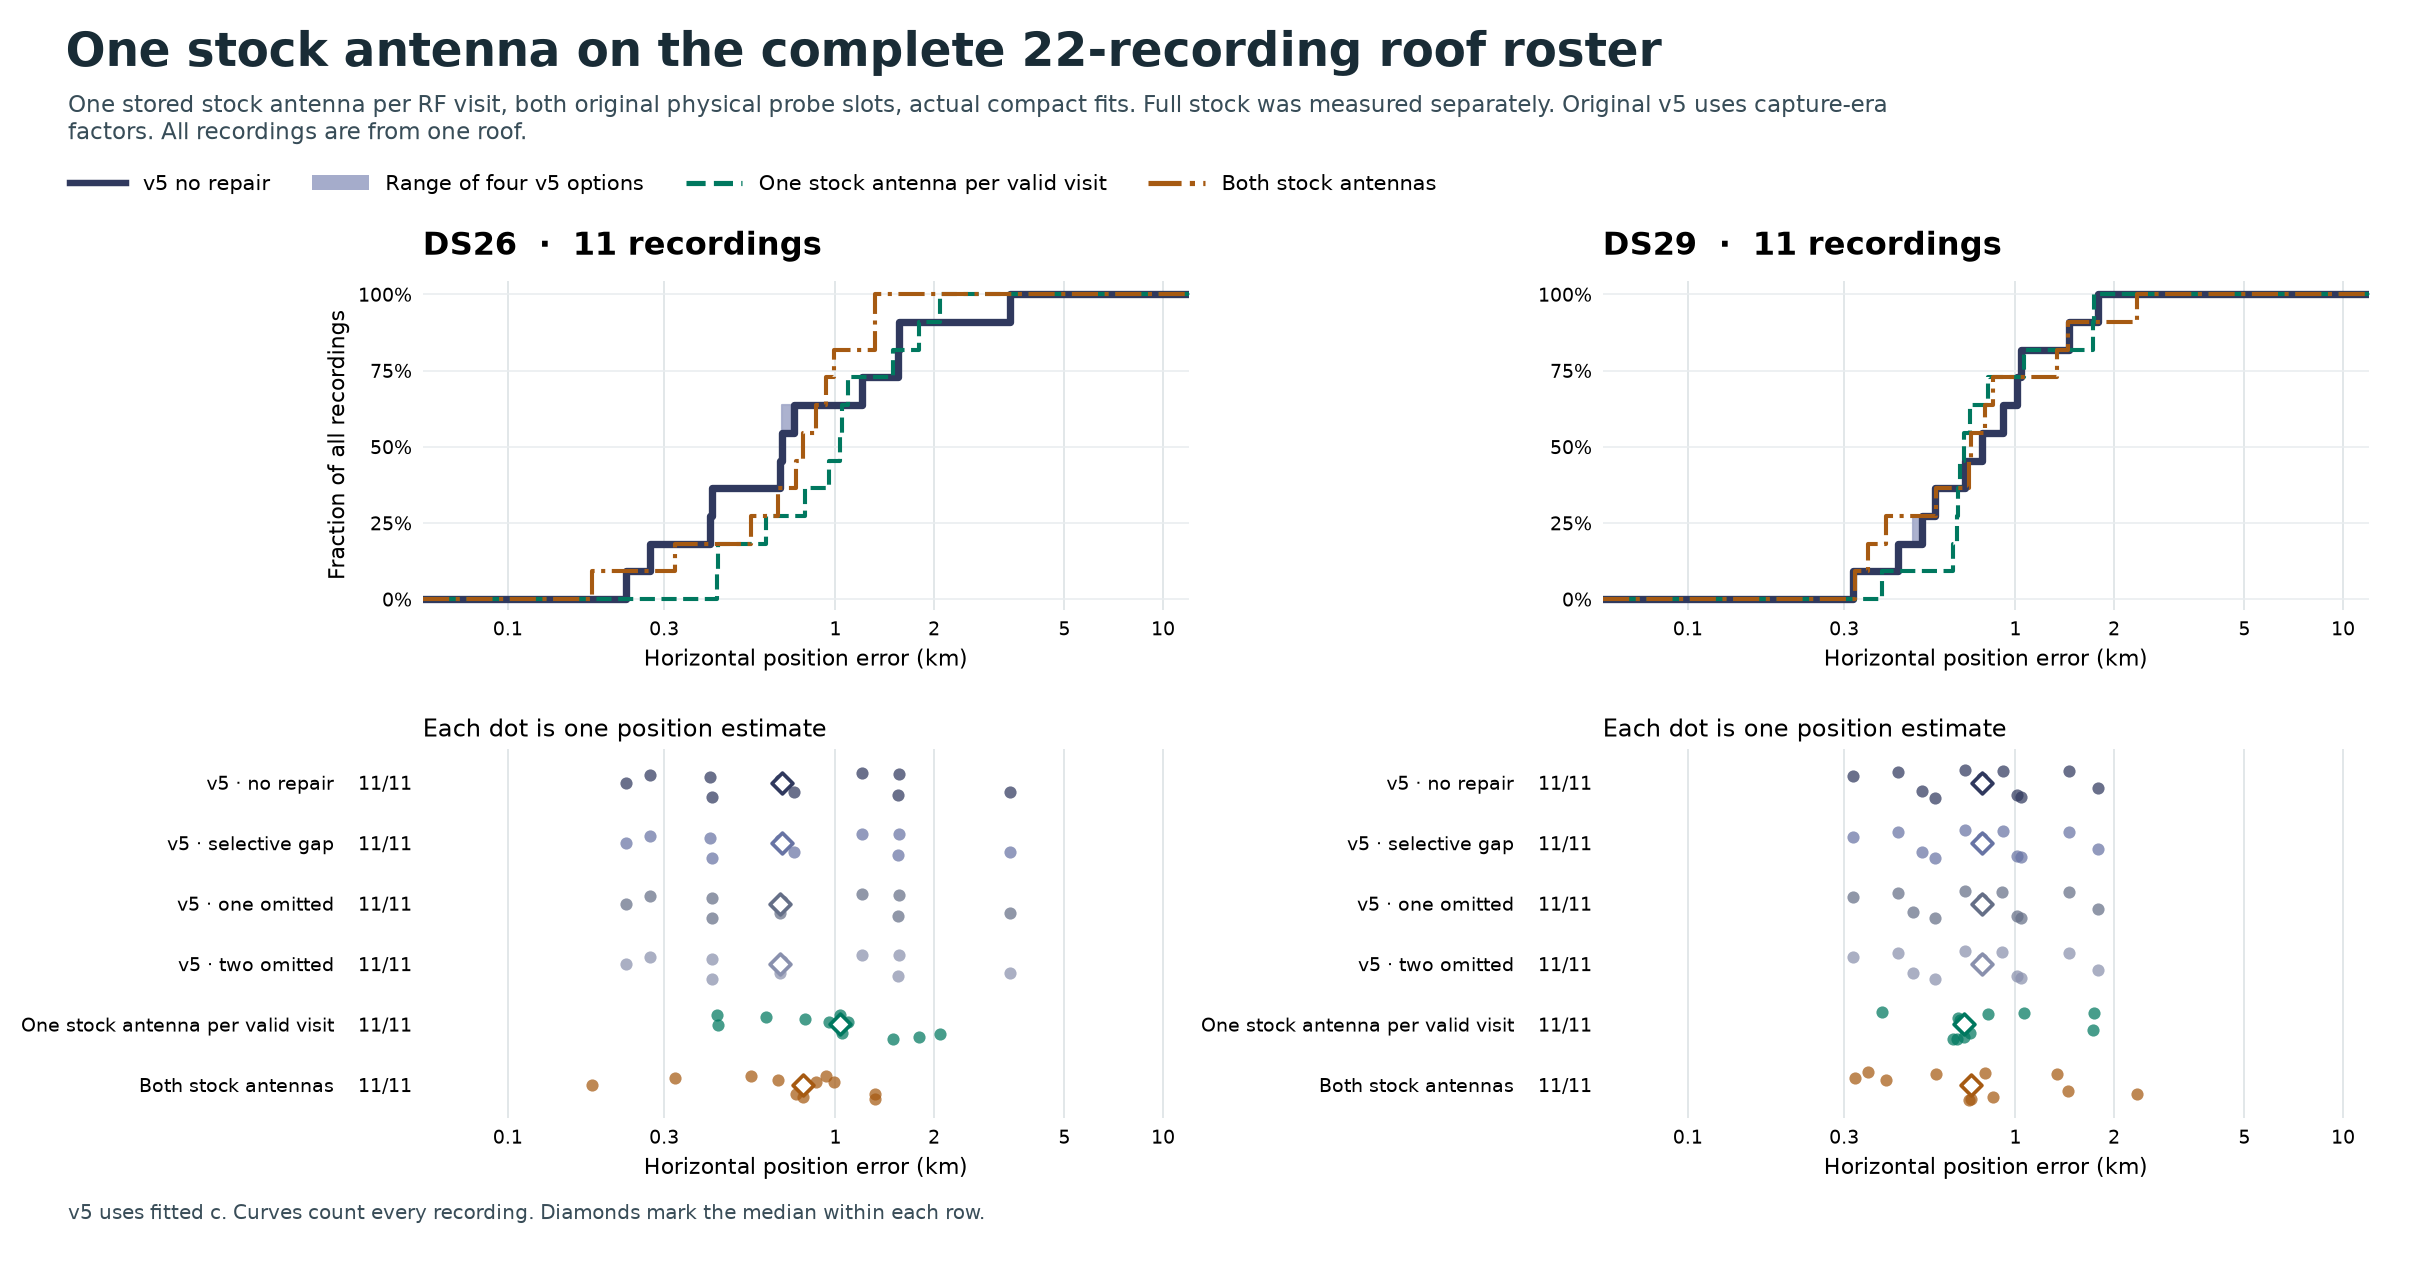 One stock antenna on the complete 22-recording roof roster
One stored stock antenna per RF visit, both original physical probe slots, actual compact fits. Full stock was measured separately. Original v5 uses capture-era
factors. All recordings are from one roof.
v5 no repair
Range of four v5 options
One stock antenna per valid visit
Both stock antennas
DS26 · 11 recordings
Fraction of all recordings
100%
75%
50%
25%
0%
0.1 0.3 1 2 5 10
Horizontal position error (km)
DS29 · 11 recordings
100%
75%
50%
25%
0%
0.1 0.3 1 2 5 10
Horizontal position error (km)
Each dot is one position estimate
v5 · no repair 11/11
v5 · selective gap 11/11
v5 · one omitted 11/11
v5 · two omitted 11/11
One stock antenna per valid visit 11/11
Both stock antennas 11/11
0.1 0.3 1 2 5 10
Horizontal position error (km)
Each dot is one position estimate
v5 · no repair 11/11
v5 · selective gap 11/11
v5 · one omitted 11/11
v5 · two omitted 11/11
One stock antenna per valid visit 11/11
Both stock antennas 11/11
0.1 0.3 1 2 5 10
Horizontal position error (km)
v5 uses fitted c. Curves count every recording. Diamonds mark the median within each row.